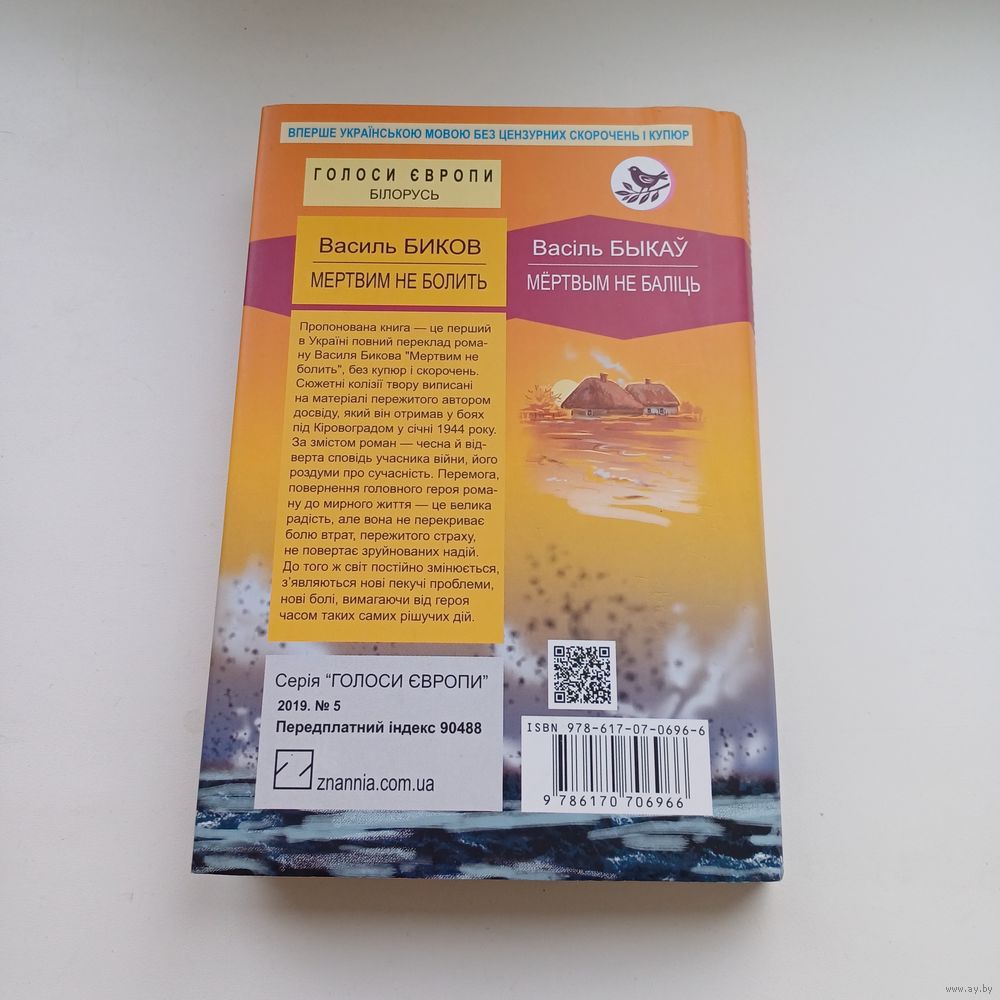 ВПЕРШЕ УКРАЇНСЬКОЮ МОВОЮ БЕЗ ЦЕНЗУРНИХ СКОРОЧЕНЬ І КУПЮР
ГОЛОСИ ЄВРОПИ
БІЛОРУСЬ
Василь БИКОВ
МЕРТВИМ НЕ БОЛИТЬ
Васіль БЫКАЎ
МЁРТВЫМ НЕ БАЛІЦЬ
Пропонована книга — це перший
в Україні повний переклад рома-
ну Василя Бикова "Мертвим не
болить", без купюр і скорочень.
Сюжетні колізії твору виписані
на матеріалі пережитого автором
досвіду, який він отримав у боях
під Кіровоградом у січні 1944 року.
За змістом роман — чесна й від-
верта сповідь учасника війни, його
роздуми про сучасність. Перемога,
повернення головного героя рома-
ну до мирного життя — це велика
радість, але вона не перекриває
болю втрат, пережитого страху,
не повертає зруйнованих надій.
До того ж світ постійно змінюється,
з’являються нові пекучі проблеми,
нові болі, вимагаючи від героя
часом таких самих рішучих дій.
Серія “ГОЛОСИ ЄВРОПИ”
2019. № 5
Передплатний індекс 90488
znannia.com.ua
ISBN 978-617-07-0696-6
9 786170 706966
www.ay.by